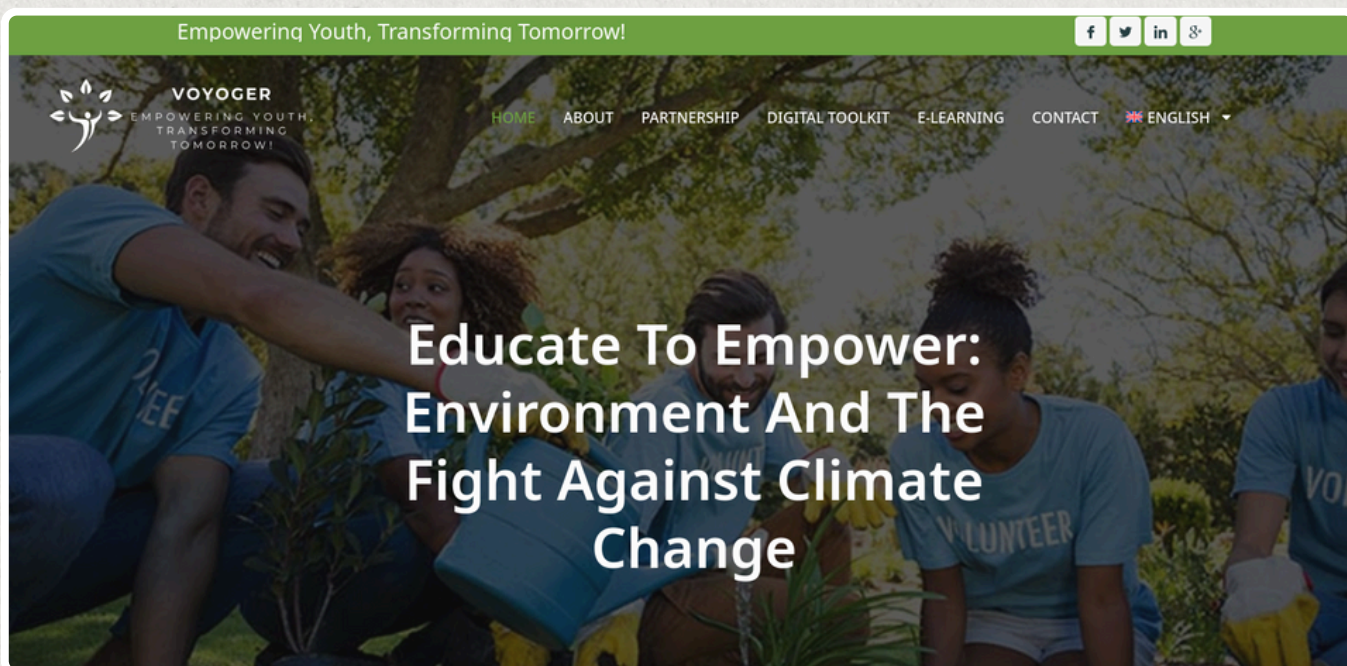 Empowering Youth, Transforming Tomorrow!
VOYOGER
EMPOWERING YOUTH,
TRANSFORMING
TOMORROW!
HOME ABOUT PARTNERSHIP DIGITAL TOOLKIT E-LEARNING CONTACT ENGLISH
Educate To Empower:
Environment And The
Fight Against Climate
Change
VOLUNTEER